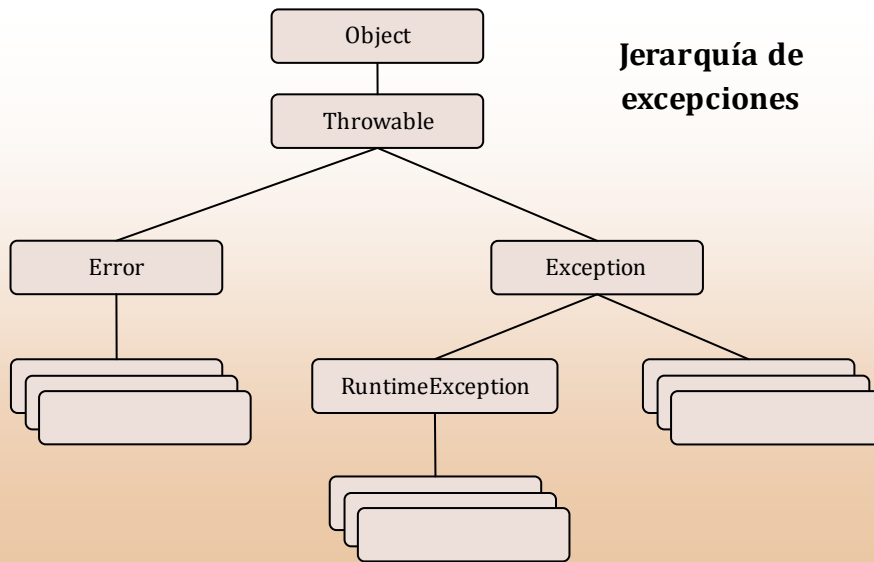 Object
Jerarquía de
excepciones
Throwable
Error
Exception
RuntimeException